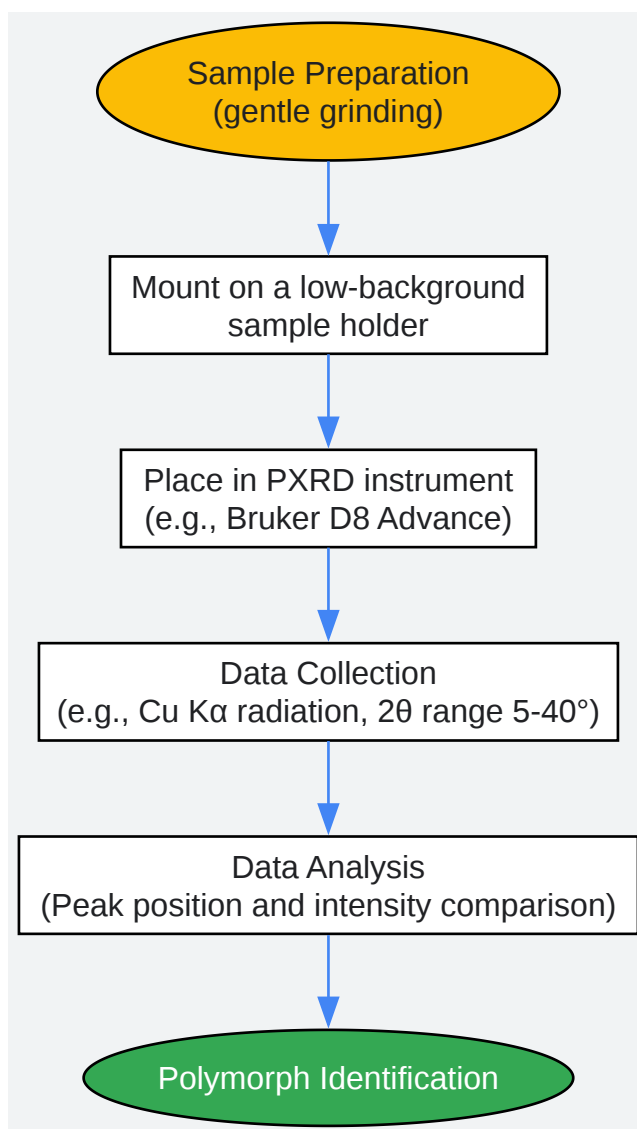 Sample Preparation
(gentle grinding)
Mount on a low-background
sample holder
Place in PXRD instrument
(e.g., Bruker D8 Advance)
Data Collection
(e.g., Cu Kα radiation, 2θ range 5-40°)
Data Analysis
(Peak position and intensity comparison)
Polymorph Identification